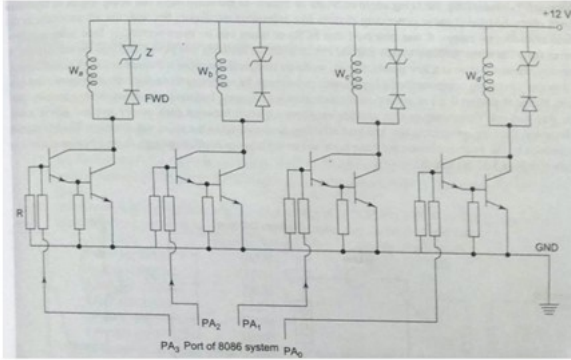 +12 V
Wa Z Wb Wc Wd
FWD
R
GND
PA2 PA1
PA3 Port of 8086 system PA0